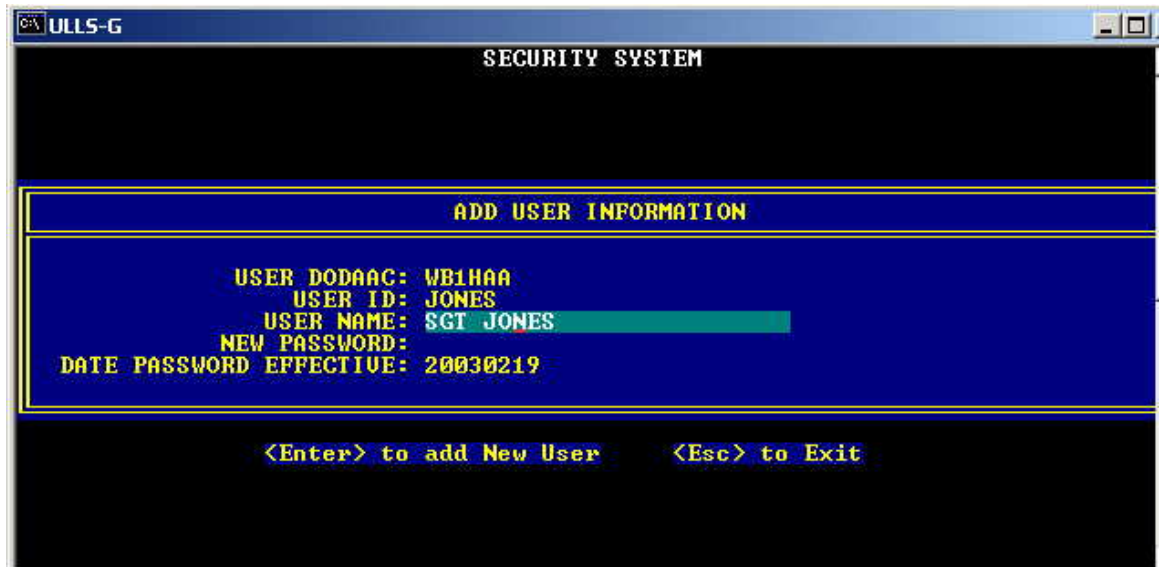 C:\ ULLS-G
SECURITY SYSTEM
ADD USER INFORMATION
USER DODAAC: WB1HAA
USER ID: JONES
USER NAME: SGT JONES
NEW PASSWORD:
DATE PASSWORD EFFECTIVE: 20030219
<Enter> to add New User <Esc> to Exit